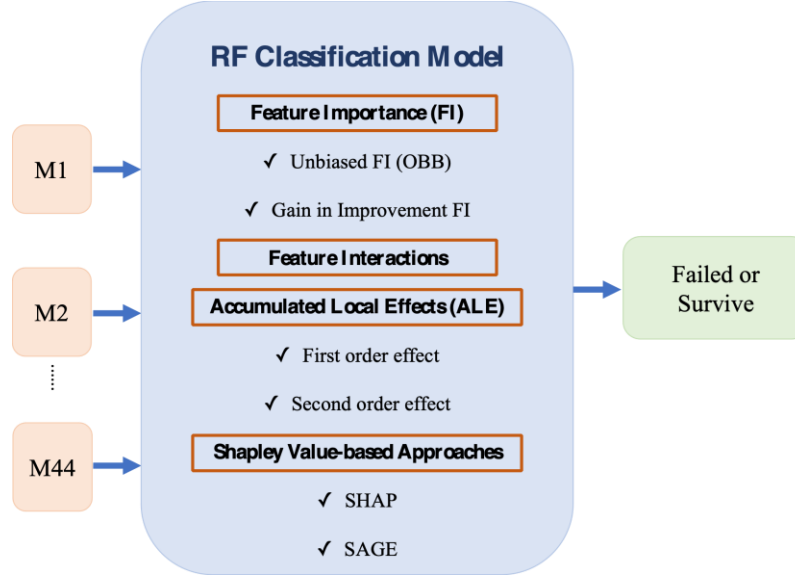 RF Classification Model
Feature Importance (FI)
✓ Unbiased FI (OBB)
✓ Gain in Improvement FI
Feature Interactions
Accumulated Local Effects (ALE)
✓ First order effect
✓ Second order effect
Shapley Value-based Approaches
✓ SHAP
✓ SAGE
M1
M2
......
M44
Failed or
Survive